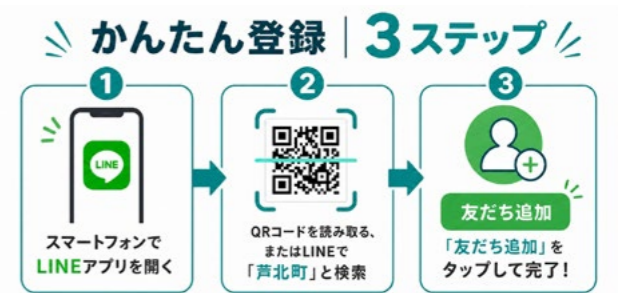 かんたん登録｜3ステップ
1
LINE
スマートフォンで
LINEアプリを開く
2
QRコードを読み取る、
またはLINEで
「芦北町」と検索
3
友だち追加
「友だち追加」を
タップして完了!